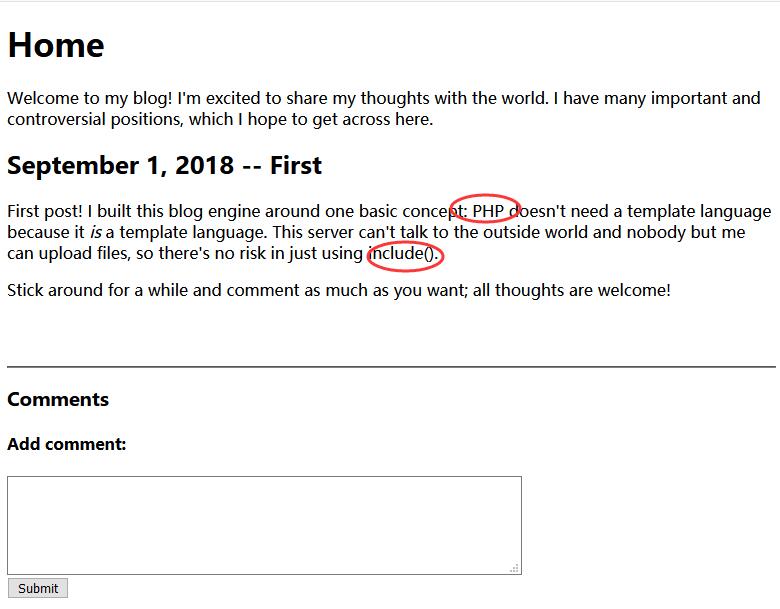 Home
Welcome to my blog! I'm excited to share my thoughts with the world. I have many important and
controversial positions, which I hope to get across here.
September 1, 2018 -- First
First post! I built this blog engine around one basic concept: PHP doesn't need a template language
because it is a template language. This server can't talk to the outside world and nobody but me
can upload files, so there's no risk in just using include().
Stick around for a while and comment as much as you want; all thoughts are welcome!
Comments
Add comment:
Submit